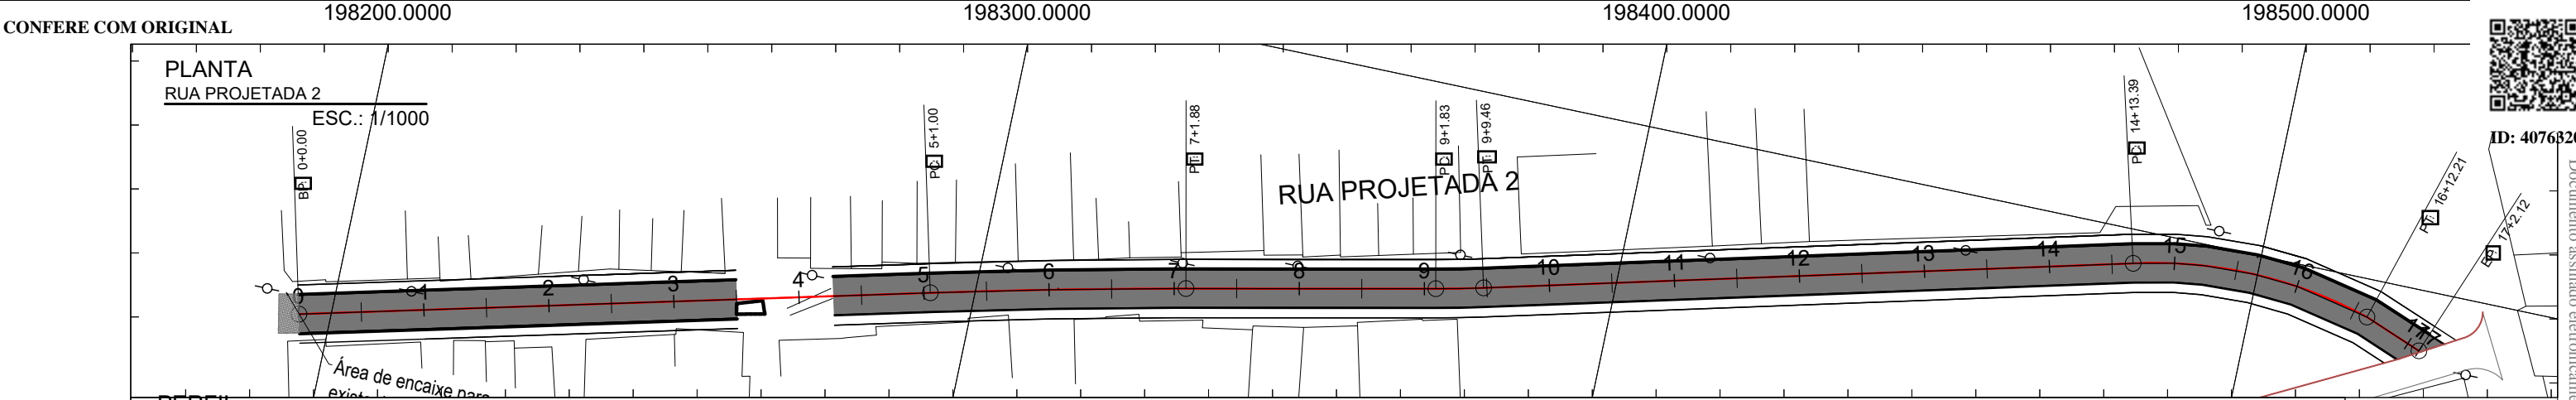 198200.0000
198300.0000
198400.0000
198500.0000
CONFERE COM ORIGINAL
PLANTA
RUA PROJETADA 2
ESC.: 1/1000
BP: 0+0.00
PC: 5+1.00
PT: 7+1.88
PC: 9+1.83
PT: 9+9.46
PC: 14+13.39
PT: 16+12.21
17+2.12
RUA PROJETADA 2
0
1
2
3
4
5
6
7
8
9
10
11
12
13
14
15
16
17
Área de encaixe para